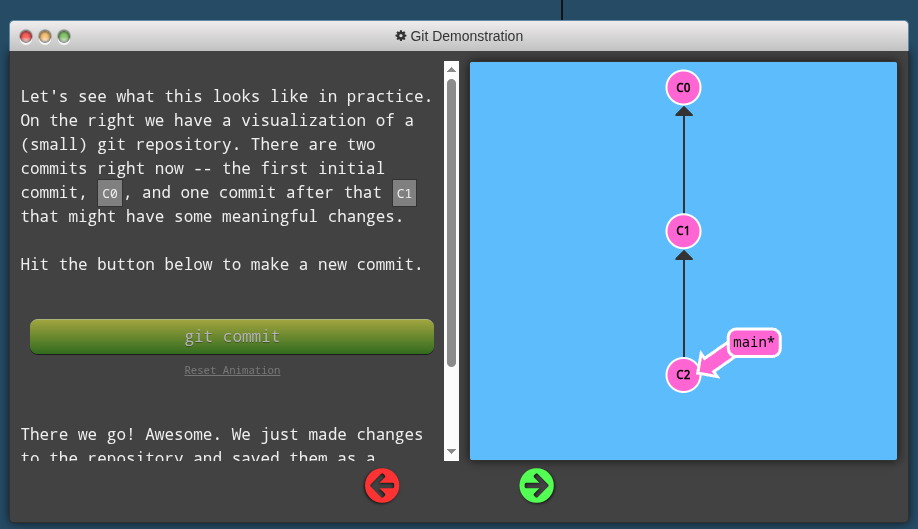 Git Demonstration
Let's see what this looks like in practice.
On the right we have a visualization of a
(small) git repository. There are two
commits right now -- the first initial
commit, C0, and one commit after that C1
that might have some meaningful changes.
Hit the button below to make a new commit.
git commit
Reset Animation
There we go! Awesome. We just made changes
to the repository and saved them as a
C0
C1
main*
C2